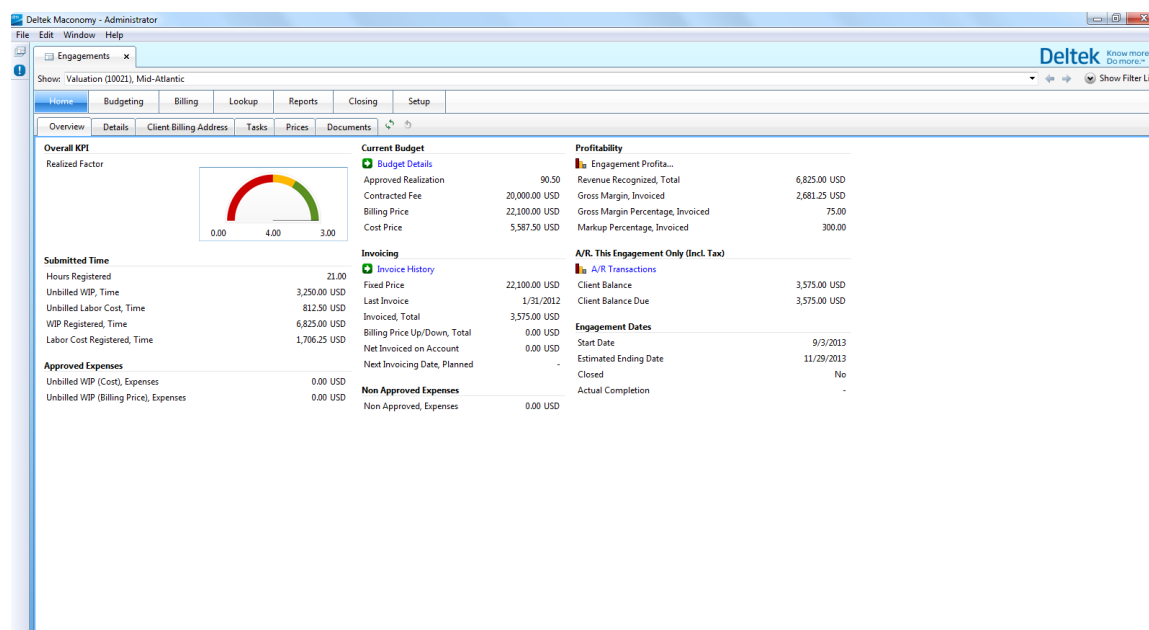 Deltek Maconomy - Administrator
File Edit Window Help
Engagements x
Deltek Know more Do more.™
Show: Valuation (10021), Mid-Atlantic
Show Filter Li
Home Budgeting Billing Lookup Reports Closing Setup
Overview Details Client Billing Address Tasks Prices Documents
Overall KPI
Realized Factor
0.00 4.00 3.00
Submitted Time
Hours Registered 21.00
Unbilled WIP, Time 3,250.00 USD
Unbilled Labor Cost, Time 812.50 USD
WIP Registered, Time 6,825.00 USD
Labor Cost Registered, Time 1,706.25 USD
Approved Expenses
Unbilled WIP (Cost), Expenses 0.00 USD
Unbilled WIP (Billing Price), Expenses 0.00 USD
Current Budget
Budget Details
Approved Realization 90.50
Contracted Fee 20,000.00 USD
Billing Price 22,100.00 USD
Cost Price 5,587.50 USD
Invoicing
Invoice History
Fixed Price 22,100.00 USD
Last Invoice 1/31/2012
Invoiced, Total 3,575.00 USD
Billing Price Up/Down, Total 0.00 USD
Net Invoiced on Account 0.00 USD
Next Invoicing Date, Planned -
Non Approved Expenses
Non Approved, Expenses 0.00 USD
Profitability
Engagement Profita...
Revenue Recognized, Total 6,825.00 USD
Gross Margin, Invoiced 2,681.25 USD
Gross Margin Percentage, Invoiced 75.00
Markup Percentage, Invoiced 300.00
A/R. This Engagement Only (Incl. Tax)
A/R Transactions
Client Balance 3,575.00 USD
Client Balance Due 3,575.00 USD
Engagement Dates
Start Date 9/3/2013
Estimated Ending Date 11/29/2013
Closed No
Actual Completion -